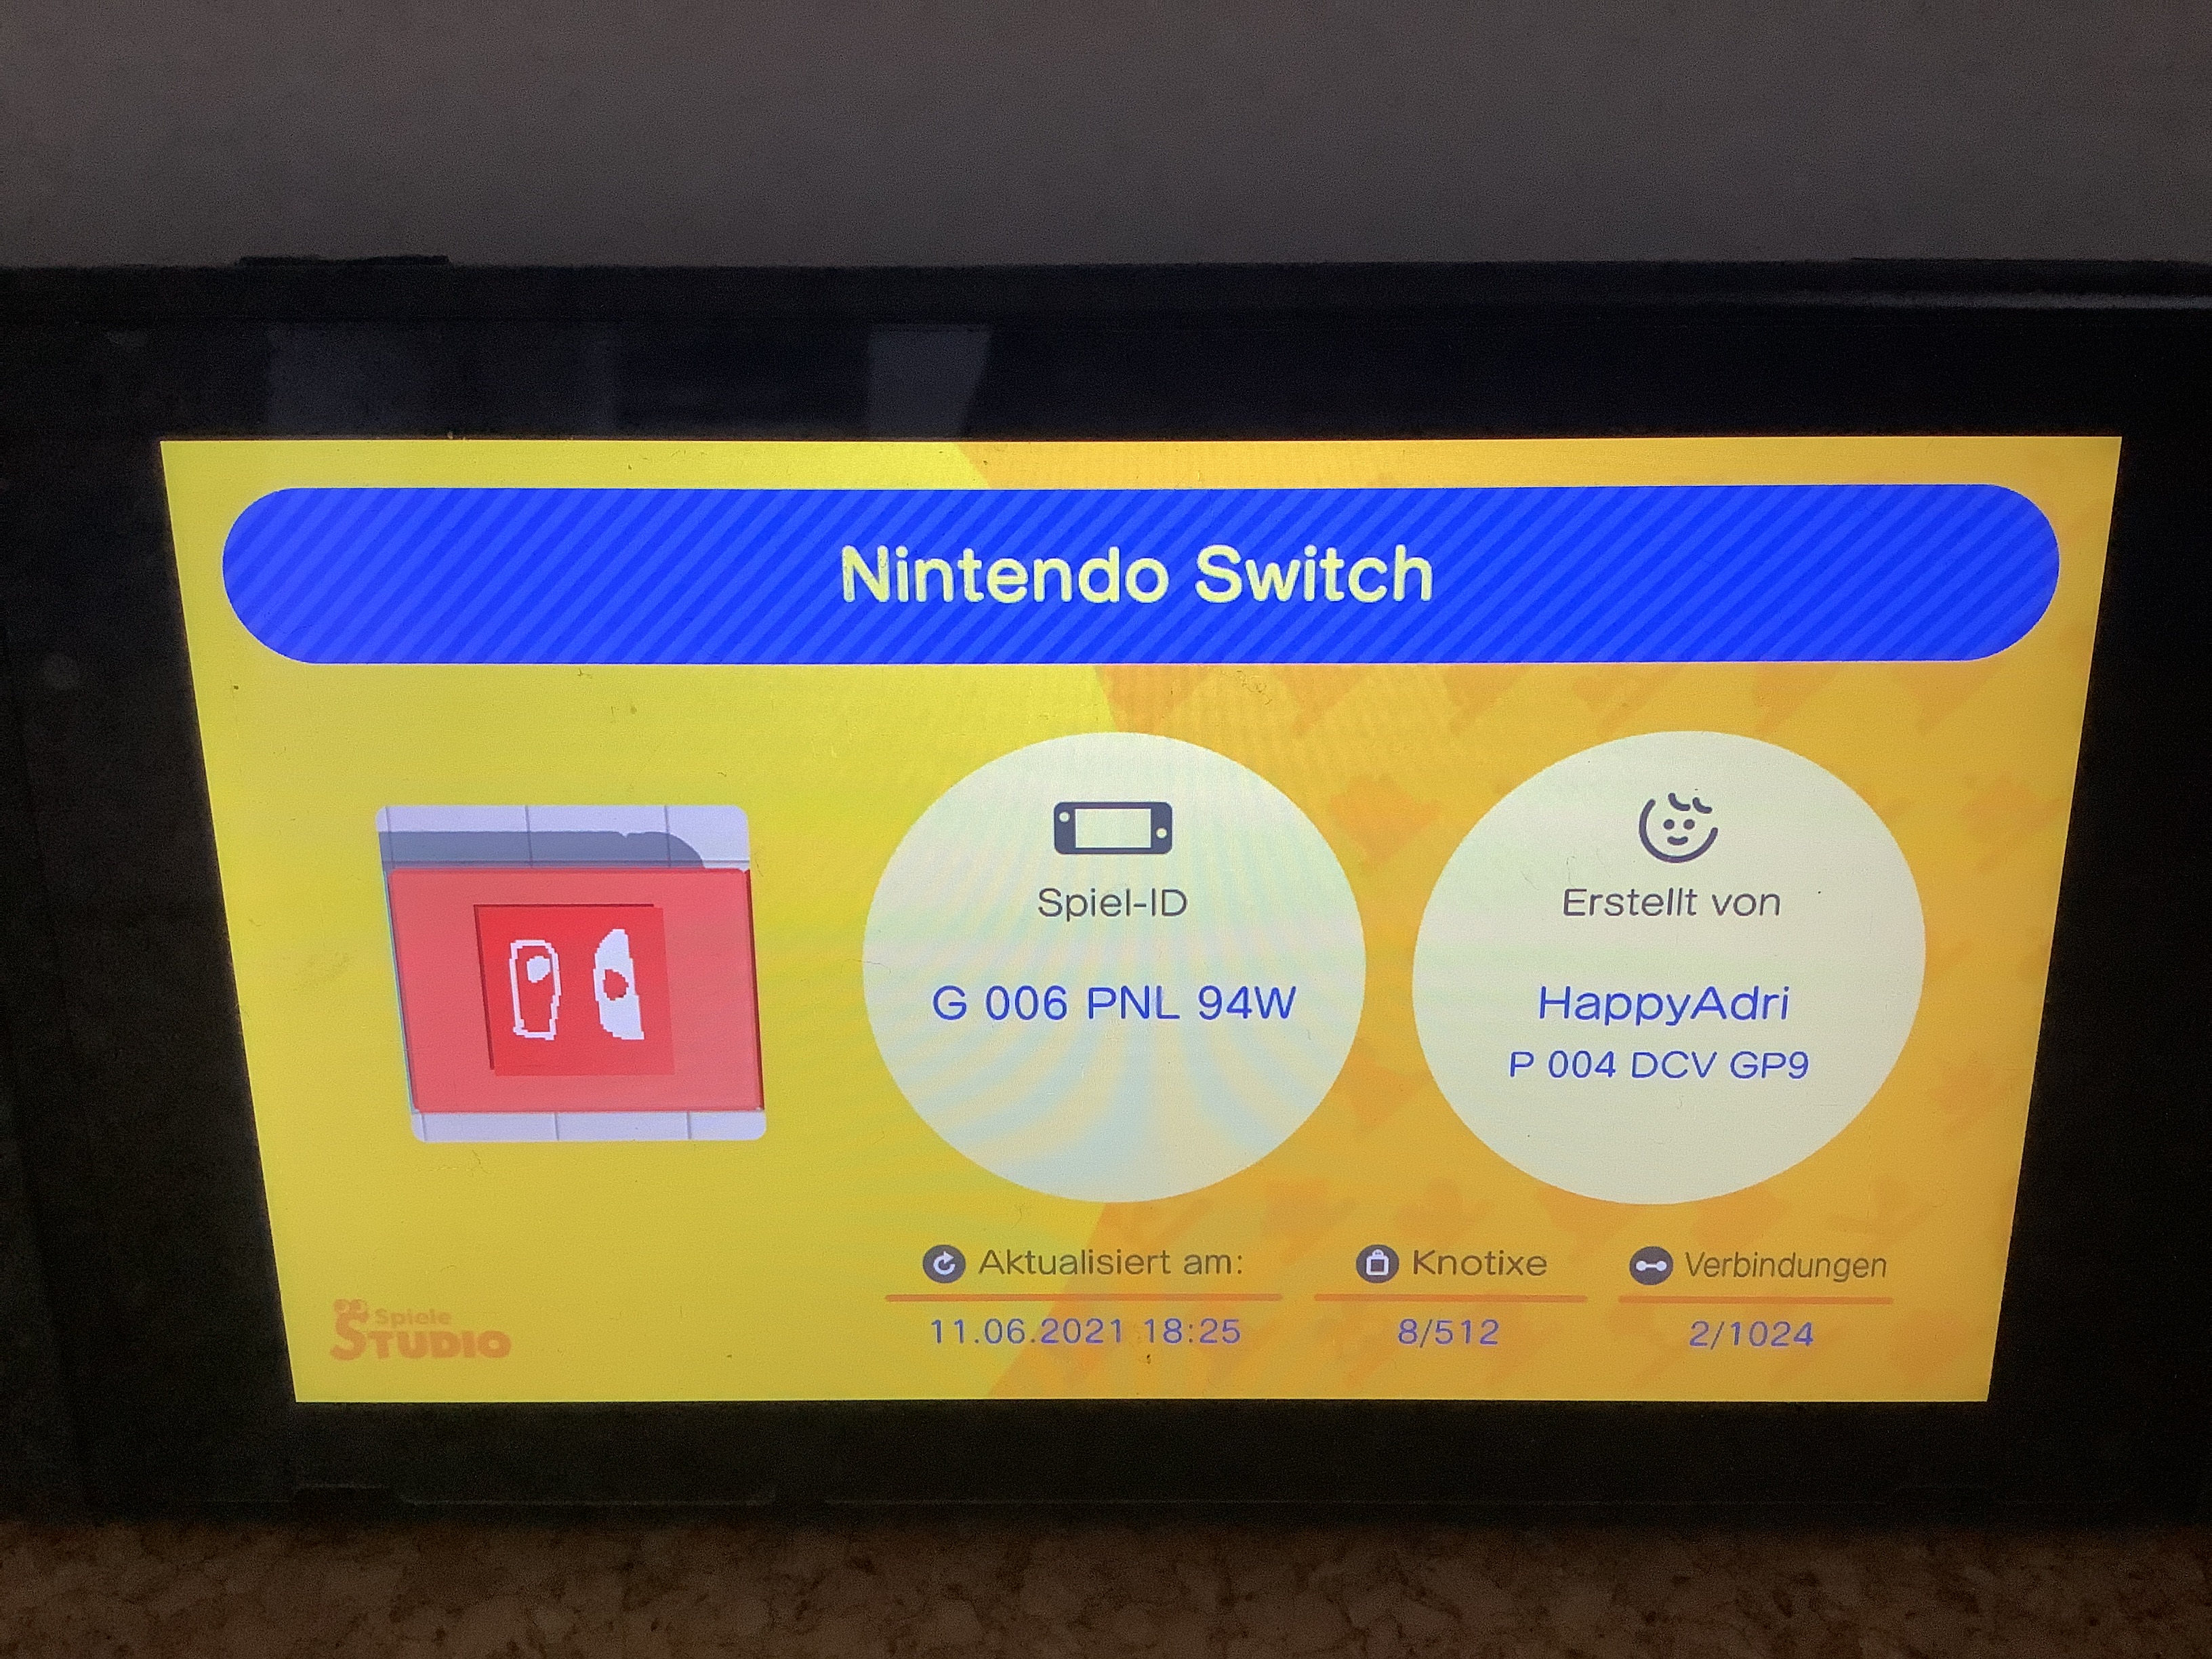 Nintendo Switch
Spiel-ID
G 006 PNL 94W
Erstellt von
HappyAdri
P 004 DCV GP9
Aktualisiert am:
11.06.2021 18:25
Knotixe
8/512
Verbindungen
2/1024
Spiele
STUDIO